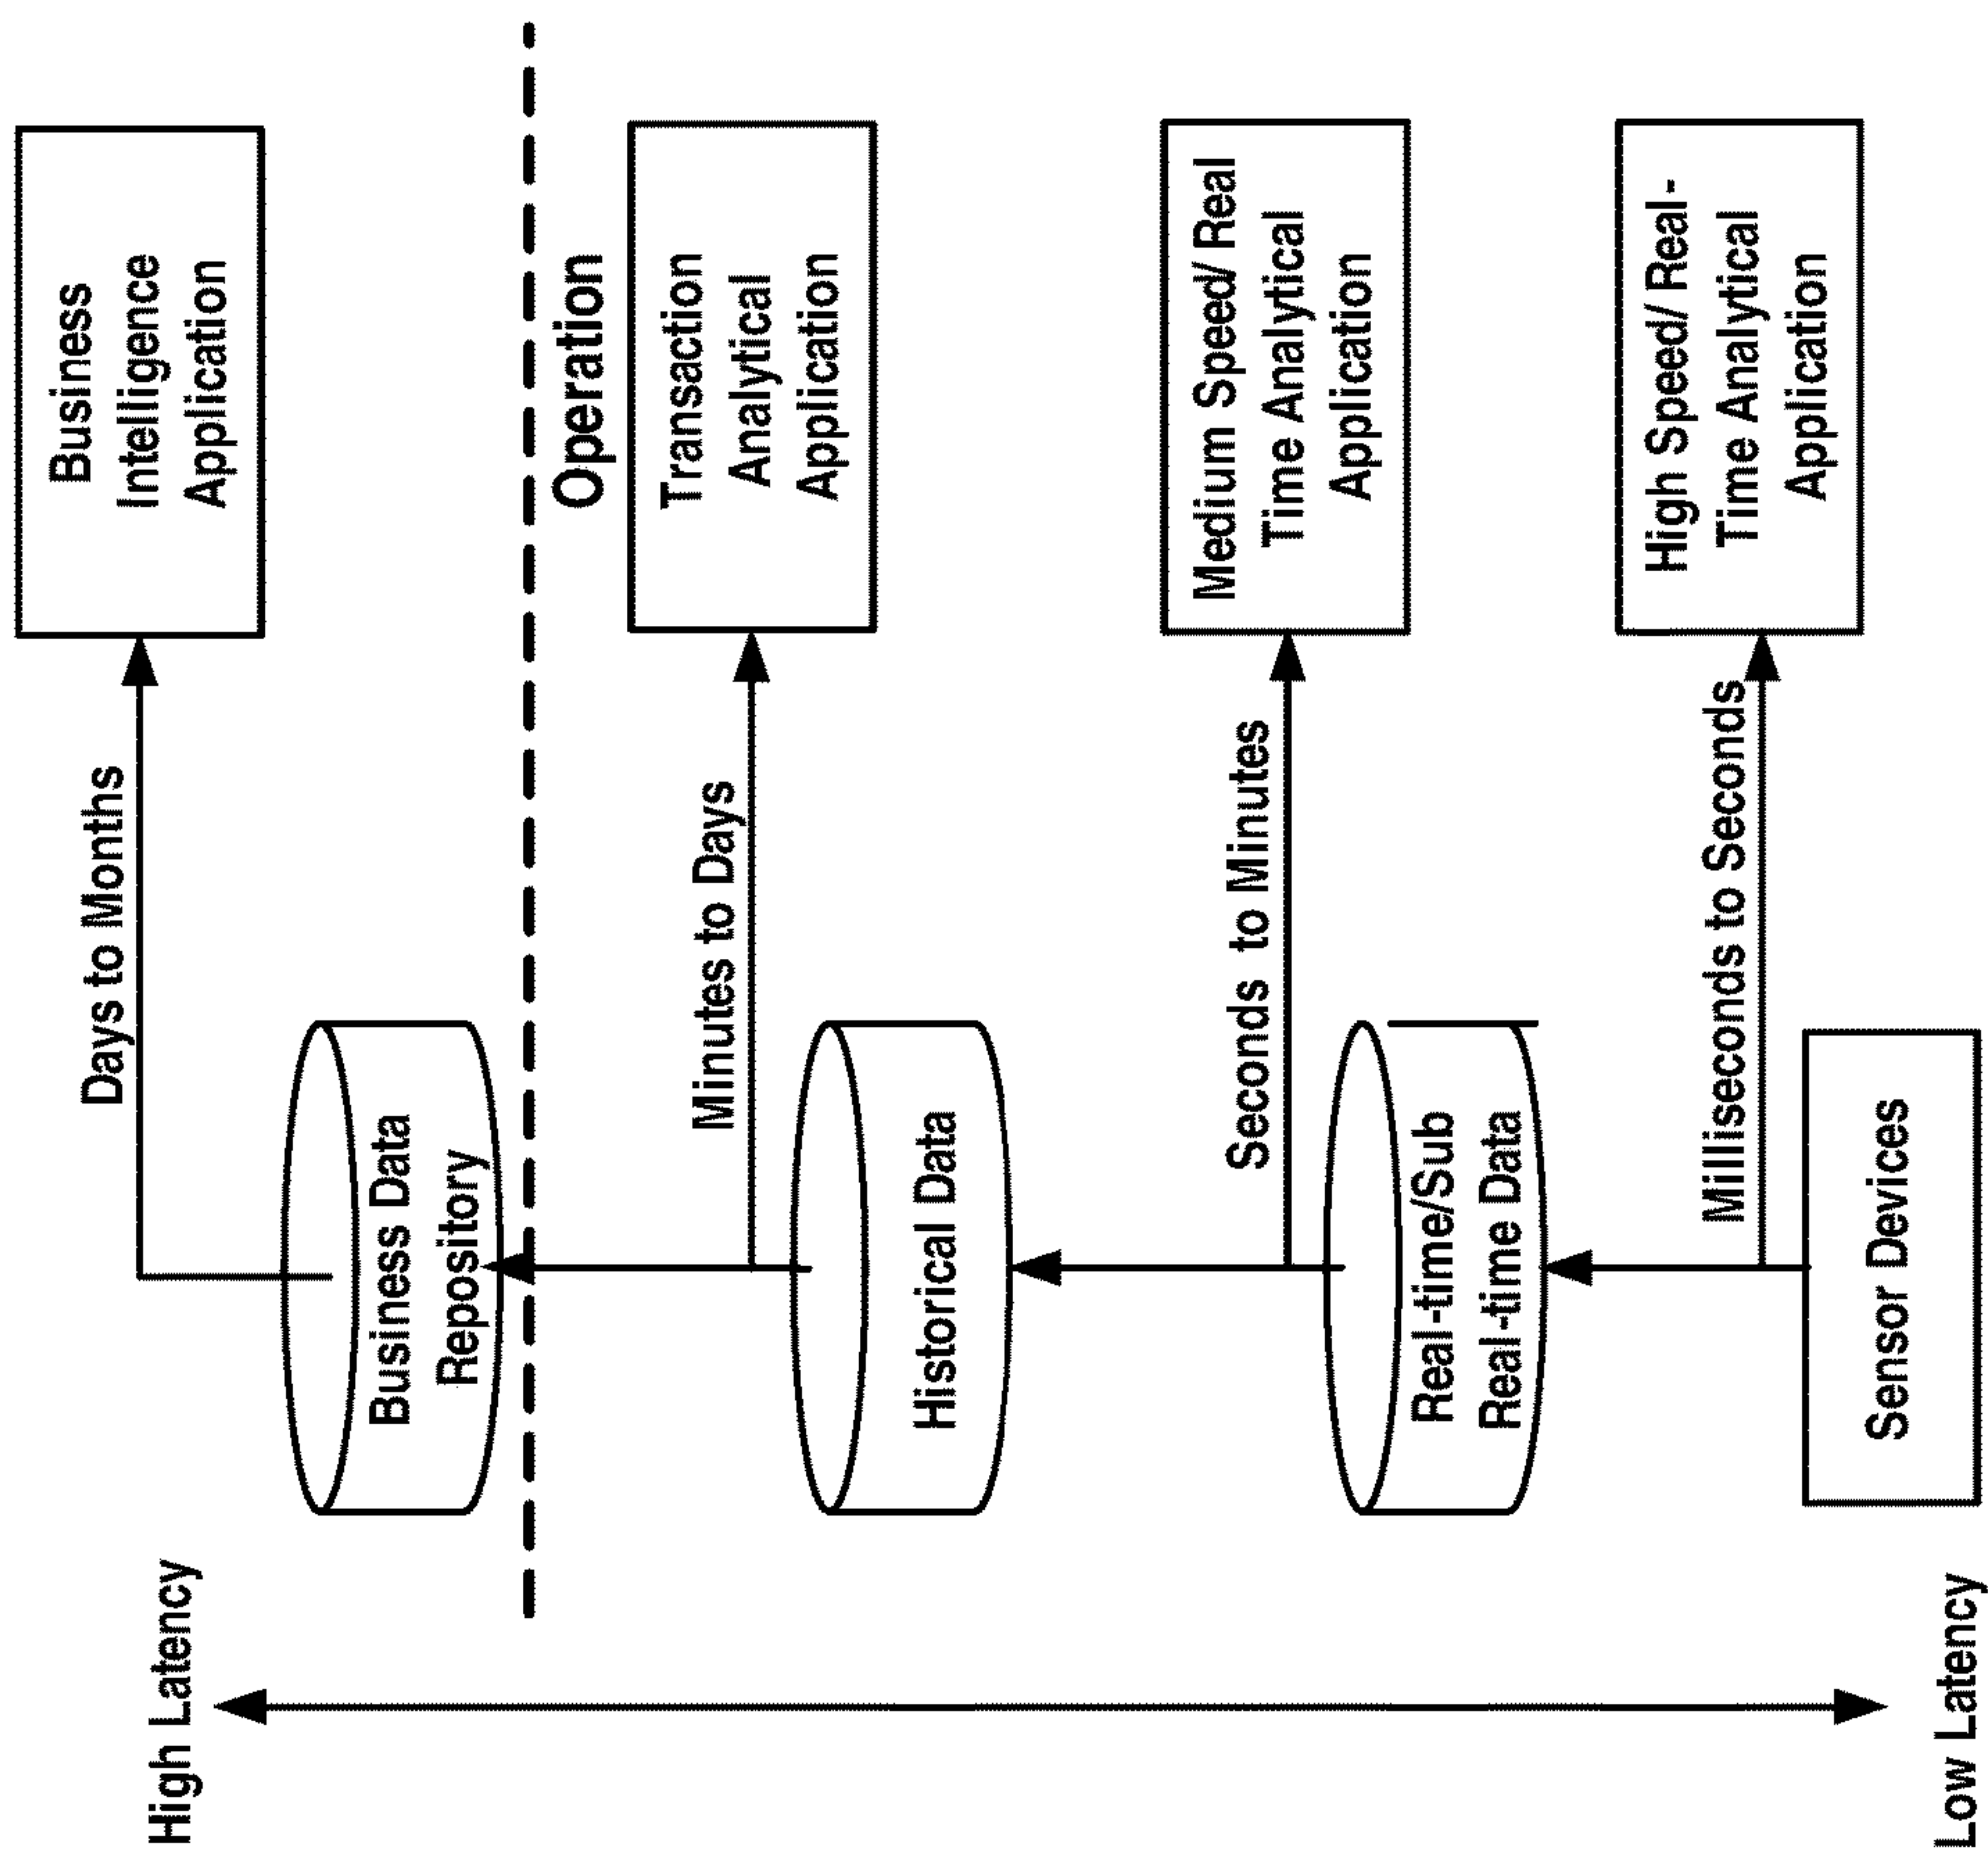 High Latency
Days to Months
Business
Intelligence
Application
Business Data
Repository
Operation
Minutes to Days
Transaction
Analytical
Application
Historical Data
Seconds to Minutes
Medium Speed/ Real
Time Analytical
Application
Real-time/Sub
Real-time Data
Milliseconds to Seconds
High Speed/ Real-
Time Analytical
Application
Sensor Devices
Low Latency